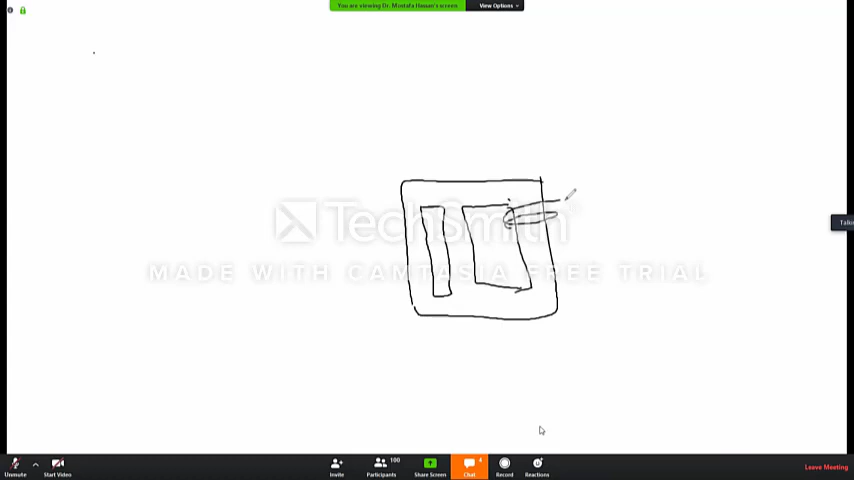 You are viewing Dr. Mostafa Hassan's screen
View Options
TechSmith
MADE WITH CAMTASIA FREE TRIAL
Unmute
Start Video
Invite
Participants
100
Share Screen
Chat
4
Record
Reactions
Leave Meeting